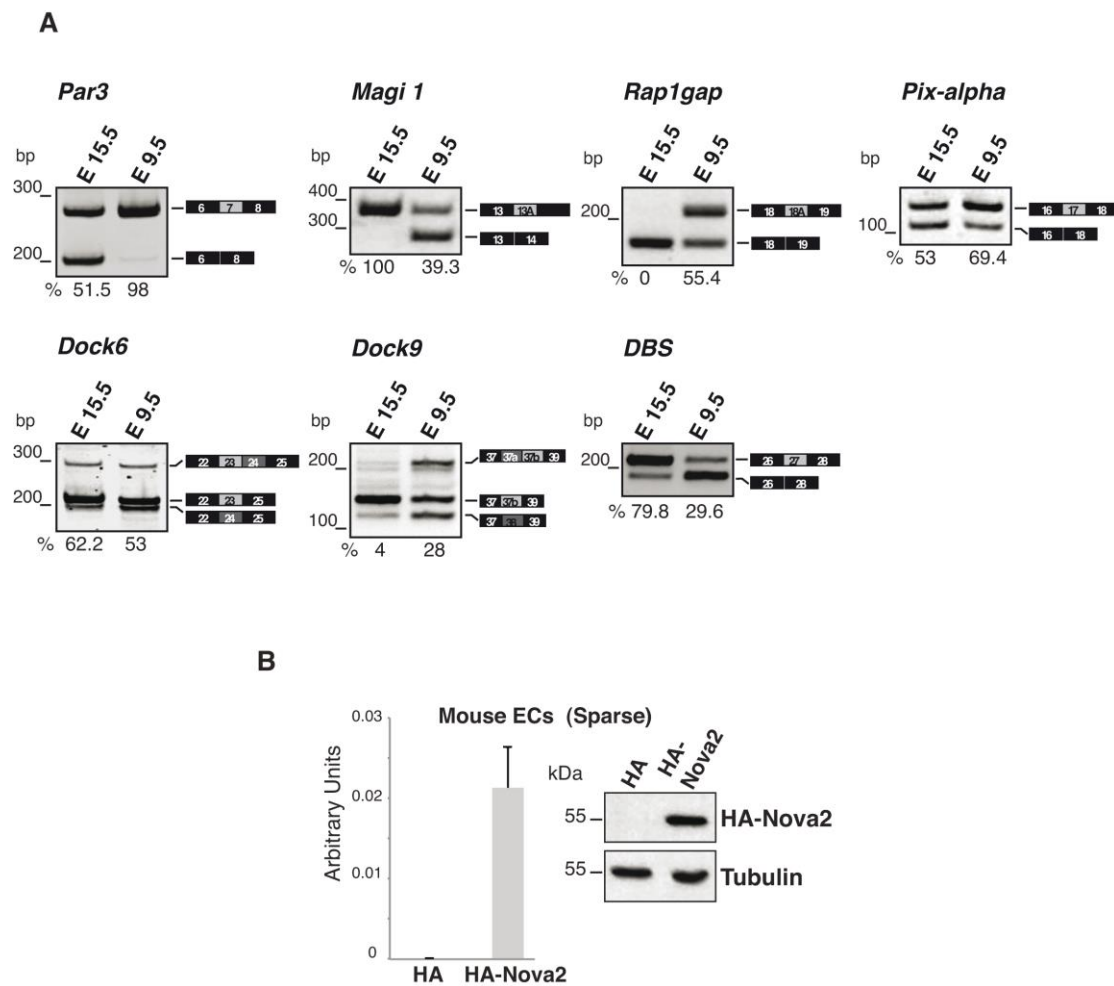 A
Par3
bp
E 15.5
E 9.5
300
200
6 7 8
6 8
% 51.5 98
Magi 1
bp
E 15.5
E 9.5
400
300
13 13A
13 14
% 100 39.3
Rap1gap
bp
E 15.5
E 9.5
200
18 18A 19
18 19
% 0 55.4
Pix-alpha
bp
E 15.5
E 9.5
100
16 17 18
16 18
% 53 69.4
Dock6
bp
E 15.5
E 9.5
300
200
22 23 24 25
22 23 25
22 24 25
% 62.2 53
Dock9
bp
E 15.5
E 9.5
200
100
37 37a 37b 39
37 37b 39
37 38 39
% 4 28
DBS
bp
E 15.5
E 9.5
200
26 27 28
26 28
% 79.8 29.6
B
Mouse ECs (Sparse)
Arbitrary Units
0.03
0.02
0.01
0
HA HA-Nova2
kDa
HA
HA-
Nova2
55
HA-Nova2
55
Tubulin